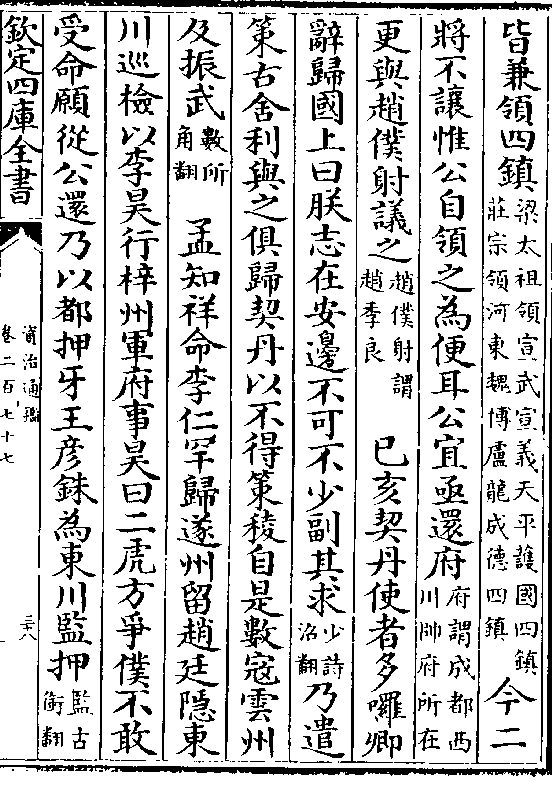 皆兼領四鎮梁太祖領宣武宣義天平護國四鎮莊宗領河東魏博盧龍成德四鎮今二
將不讓惟公自領之為便耳公宜亟還府府謂成都西川帥府所在
更與趙僕射議之趙僕射謂趙季良 已亥契丹使者多囉卿
辭歸國上曰朕志在安邊不可不少副其求少詩沼翻乃遣
策古舍利與之俱歸契丹以不得策稜自是數宼雲州
及振武數所角翻 孟知祥命李仁罕歸遂州留趙廷隐東
川巡檢以李昊行梓州軍府事昊曰二虎方爭僕不敢
受命願從公還乃以都押牙王彦銖為東川監押監古銜翻
欽定四庫全書
資治通鑑
卷二百七十七
三八